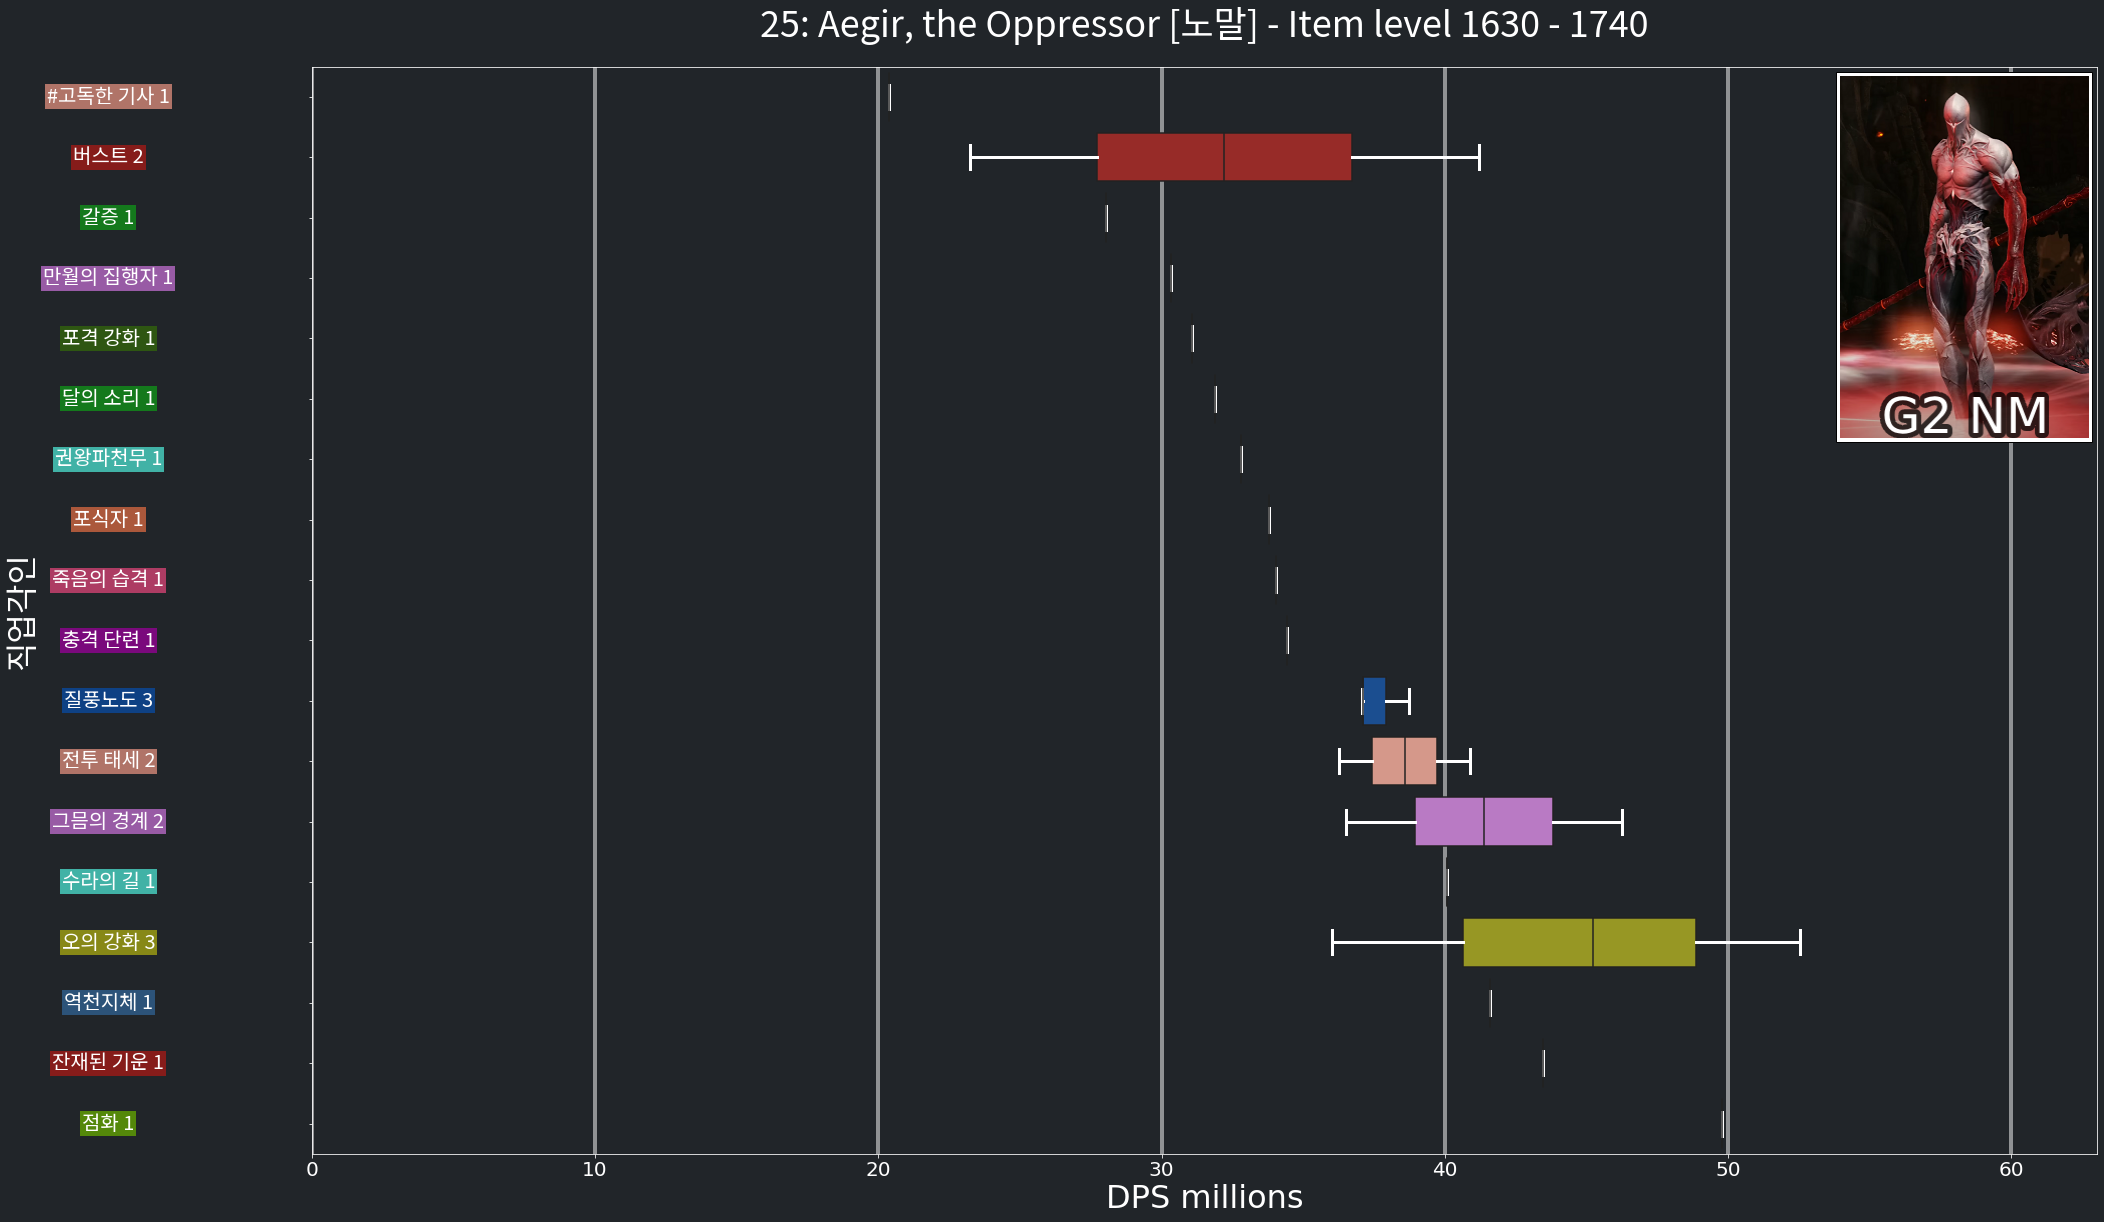 25: Aegir, the Oppressor [노말] - Item level 1630 - 1740
#고독한 기사 1
버스트 2
갈증 1
만월의 집행자 1
포격 강화 1
달의 소리 1
권왕파천무 1
포식자 1
죽음의 습격 1
충격 단련 1
질풍노도 3
전투 태세 2
그믐의 경계 2
수라의 길 1
오의 강화 3
역천지체 1
잔재된 기운 1
점화 1
직업각인
G2 NM
0 10 20 30 40 50 60
DPS millions